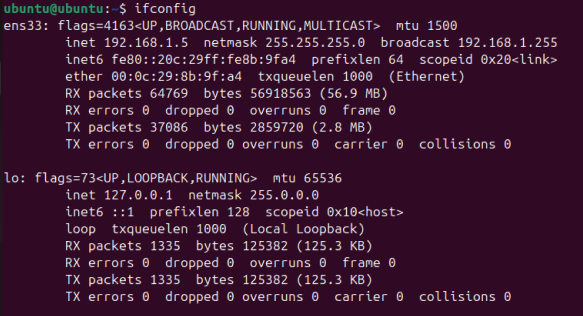 ubuntu@ubuntu:~$ ifconfig
ens33: flags=4163<UP,BROADCAST,RUNNING,MULTICAST>  mtu 1500
        inet 192.168.1.5  netmask 255.255.255.0  broadcast 192.168.1.255
        inet6 fe80::20c:29ff:fe8b:9fa4  prefixlen 64  scopeid 0x20<link>
        ether 00:0c:29:8b:9f:a4  txqueuelen 1000  (Ethernet)
        RX packets 64769  bytes 56918563 (56.9 MB)
        RX errors 0  dropped 0 overruns 0  frame 0
        TX packets 37086  bytes 2859720 (2.8 MB)
        TX errors 0  dropped 0 overruns 0  carrier 0  collisions 0

lo: flags=73<UP,LOOPBACK,RUNNING>  mtu 65536
        inet 127.0.0.1  netmask 255.0.0.0
        inet6 ::1  prefixlen 128  scopeid 0x10<host>
        loop  txqueuelen 1000  (Local Loopback)
        RX packets 1335  bytes 125382 (125.3 KB)
        RX errors 0  dropped 0 overruns 0  frame 0
        TX packets 1335  bytes 125382 (125.3 KB)
        TX errors 0  dropped 0 overruns 0  carrier 0  collisions 0